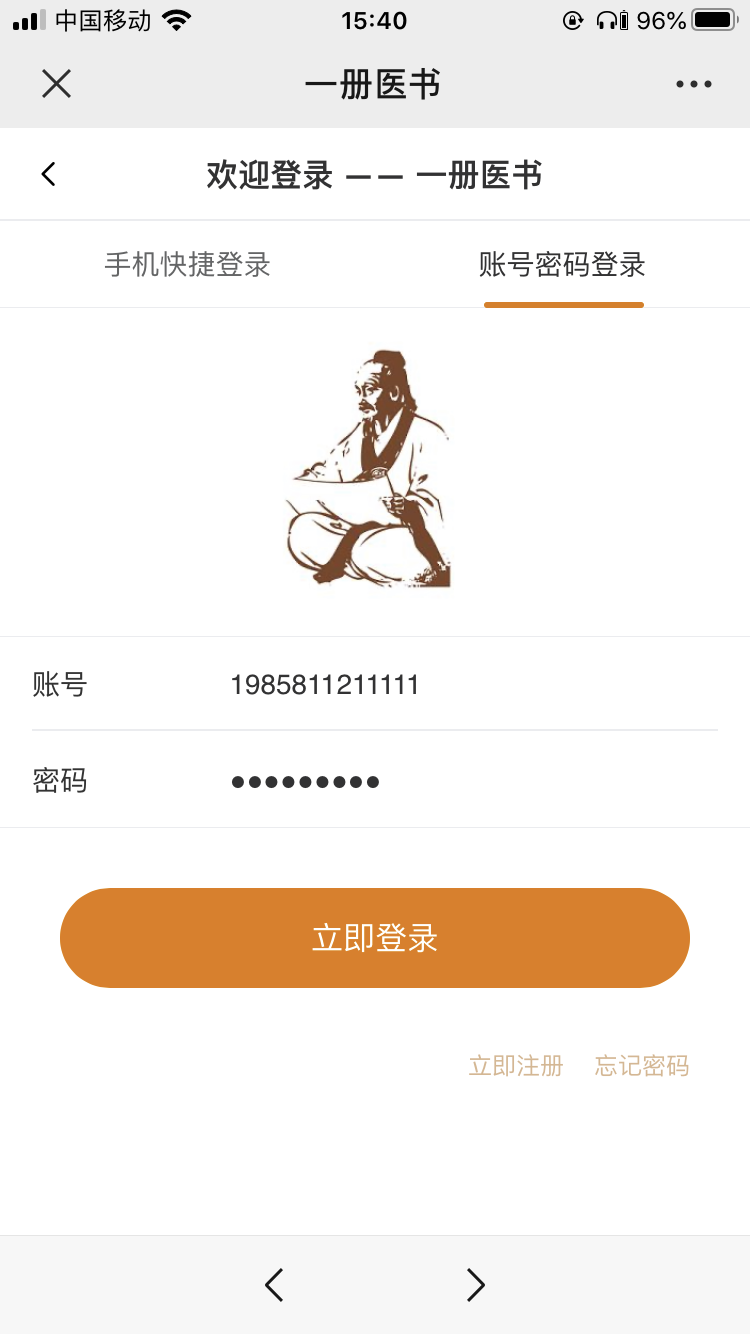 中国移动 15:40 96%
一册医书
欢迎登录 —— 一册医书
手机快捷登录 账号密码登录
账号 1985811211111
密码 •••••••••
立即登录
立即注册 忘记密码